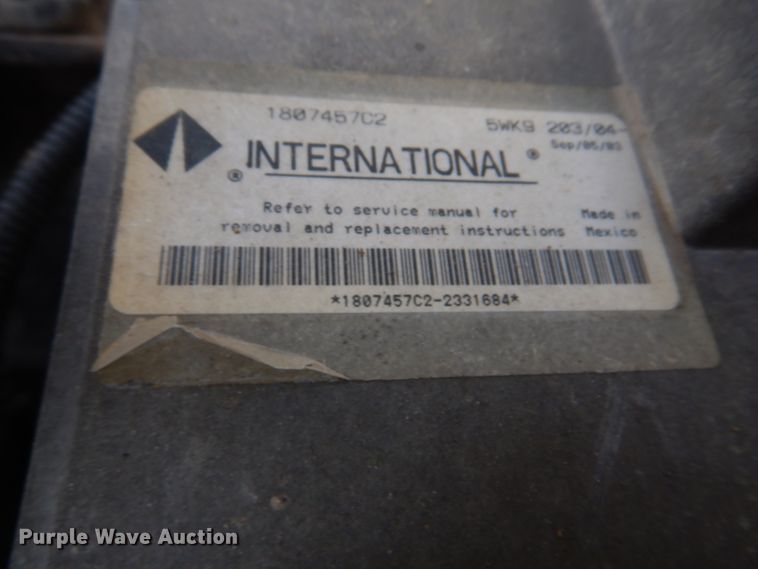 1807457C2 5WK9 203/04-
Sep/05/03
® INTERNATIONAL ®
Refer to service manual for Made in
removal and replacement instructions Mexico
*1807457C2-2331684*
Purple Wave Auction